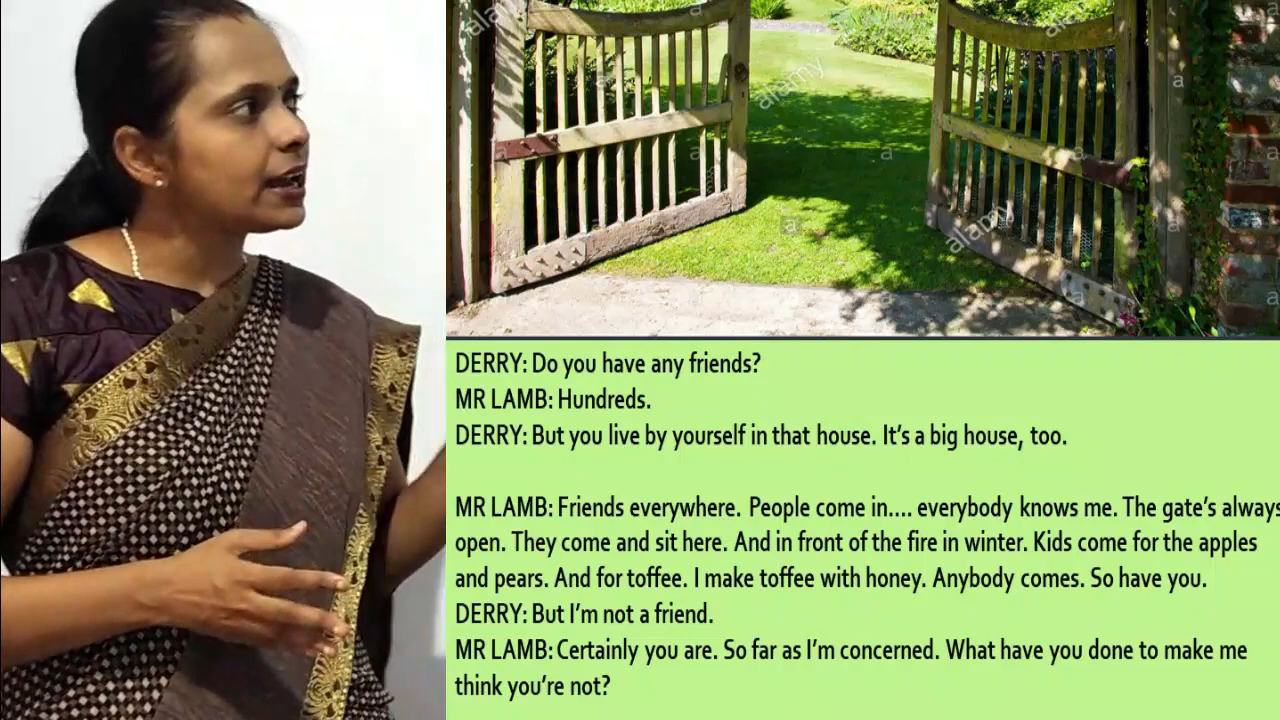 alamy
alamy
alamy
alamy
DERRY: Do you have any friends?
MR LAMB: Hundreds.
DERRY: But you live by yourself in that house. It's a big house, too.
MR LAMB: Friends everywhere. People come in.... everybody knows me. The gate's always
open. They come and sit here. And in front of the fire in winter. Kids come for the apples
and pears. And for toffee. I make toffee with honey. Anybody comes. So have you.
DERRY: But I'm not a friend.
MR LAMB: Certainly you are. So far as I'm concerned. What have you done to make me
think you're not?